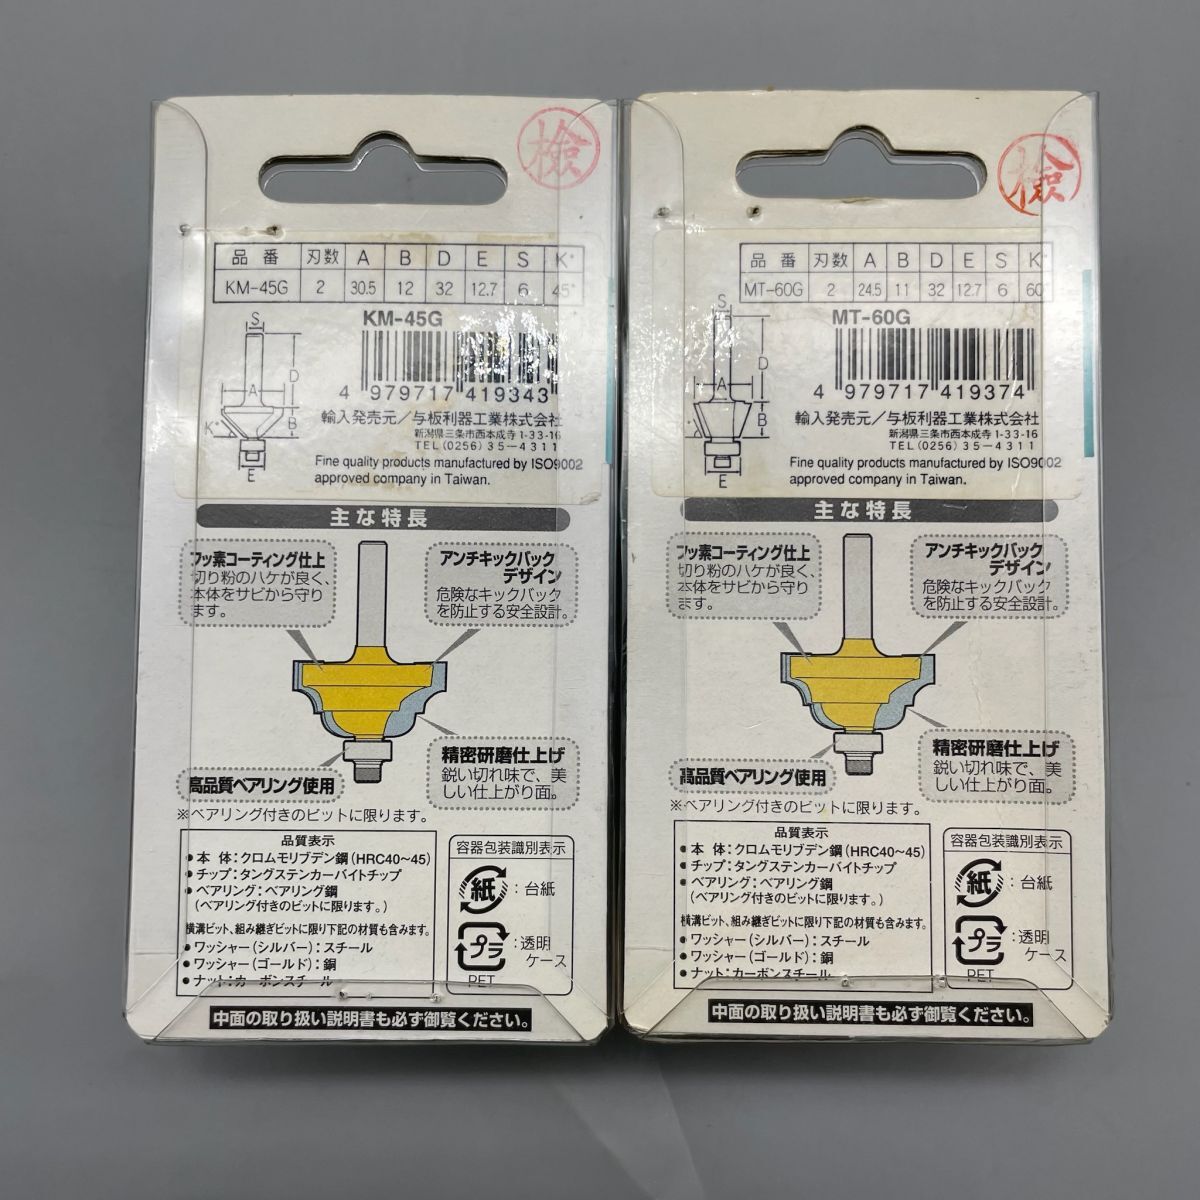 検
品番 刃数 A B D E S K°
KM-45G 2 30.5 12 32 12.7 6 45°
KM-45G
S
D
A
K°
B
E
4 979717 419343
輸入発売元/与板利器工業株式会社
新潟県三条市西本成寺1-33-16
TEL(0256)35-4311
Fine quality products manufactured by ISO9002
approved company in Taiwan.
主な特長
フッ素コーティング仕上
切り粉のハケが良く、
本体をサビから守り
ます。
アンチキックバック
デザイン
危険なキックバック
を防止する安全設計。
高品質ベアリング使用
精密研磨仕上げ
鋭い切れ味で、美
しい仕上がり面。
※ベアリング付きのビットに限ります。
品質表示
●本体:クロムモリブデン鋼(HRC40~45)
●チップ:タングステンカーバイトチップ
●ベアリング:ベアリング鋼
(ベアリング付きのビットに限ります。)
横溝ビット、組み継ぎビットに限り下記の材質も含みます。
●ワッシャー(シルバー):スチール
●ワッシャー(ゴールド):銅
●ナット:カーボンスチール
容器包装識別表示
紙 :台紙
プラ :透明
ケース
PET
中面の取り扱い説明書も必ず御覧ください。
検
品番 刃数 A B D E S K°
MT-60G 2 24.5 11 32 12.7 6 60°
MT-60G
S
D
A
K°
B
E
4 979717 419374
輸入発売元/与板利器工業株式会社
新潟県三条市西本成寺1-33-16
TEL(0256)35-4311
Fine quality products manufactured by ISO9002
approved company in Taiwan.
主な特長
フッ素コーティング仕上
切り粉のハケが良く、
本体をサビから守り
ます。
アンチキックバック
デザイン
危険なキックバック
を防止する安全設計。
高品質ベアリング使用
精密研磨仕上げ
鋭い切れ味で、美
しい仕上がり面。
※ベアリング付きのビットに限ります。
品質表示
●本体:クロムモリブデン鋼(HRC40~45)
●チップ:タングステンカーバイトチップ
●ベアリング:ベアリング鋼
(ベアリング付きのビットに限ります。)
横溝ビット、組み継ぎビットに限り下記の材質も含みます。
●ワッシャー(シルバー):スチール
●ワッシャー(ゴールド):銅
●ナット:カーボンスチール
容器包装識別表示
紙 :台紙
プラ :透明
ケース
PET
中面の取り扱い説明書も必ず御覧ください。